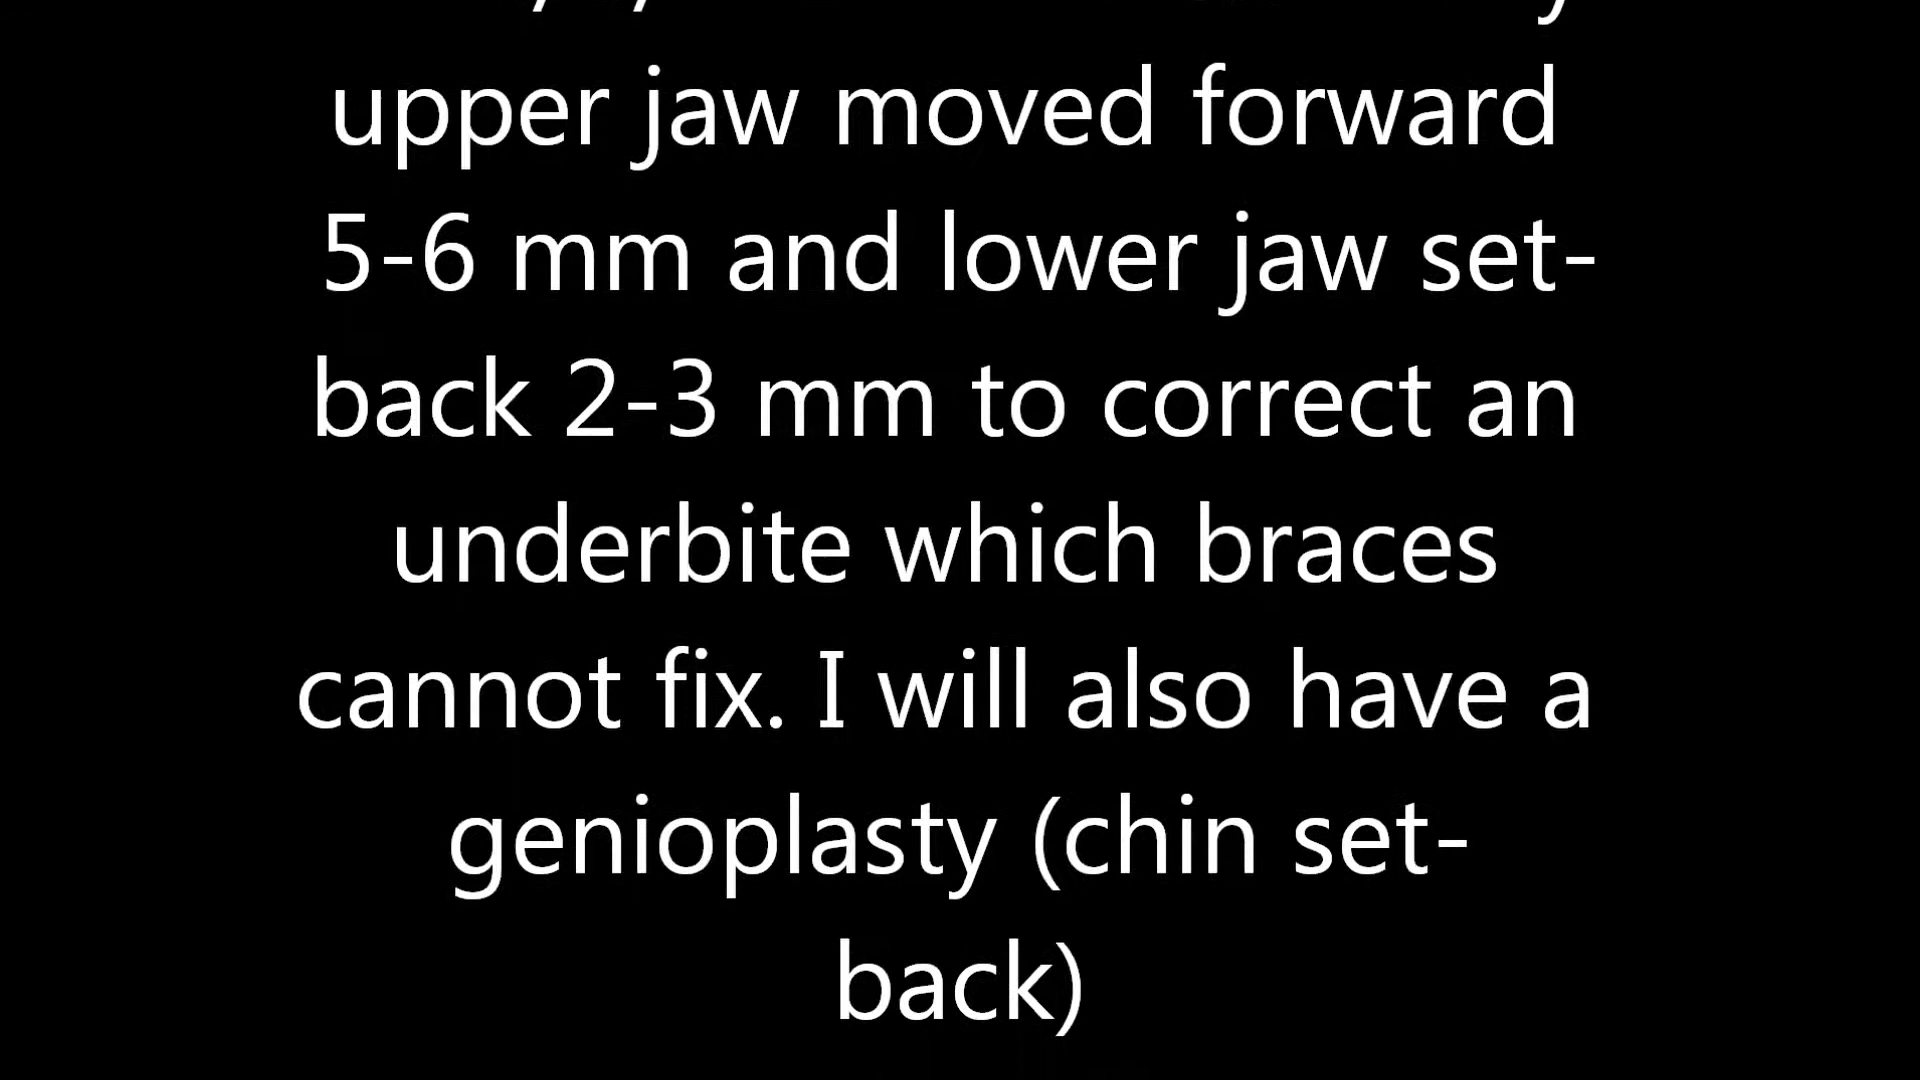 upper jaw moved forward
5-6 mm and lower jaw set-
back 2-3 mm to correct an
underbite which braces
cannot fix. I will also have a
genioplasty (chin set-
back)